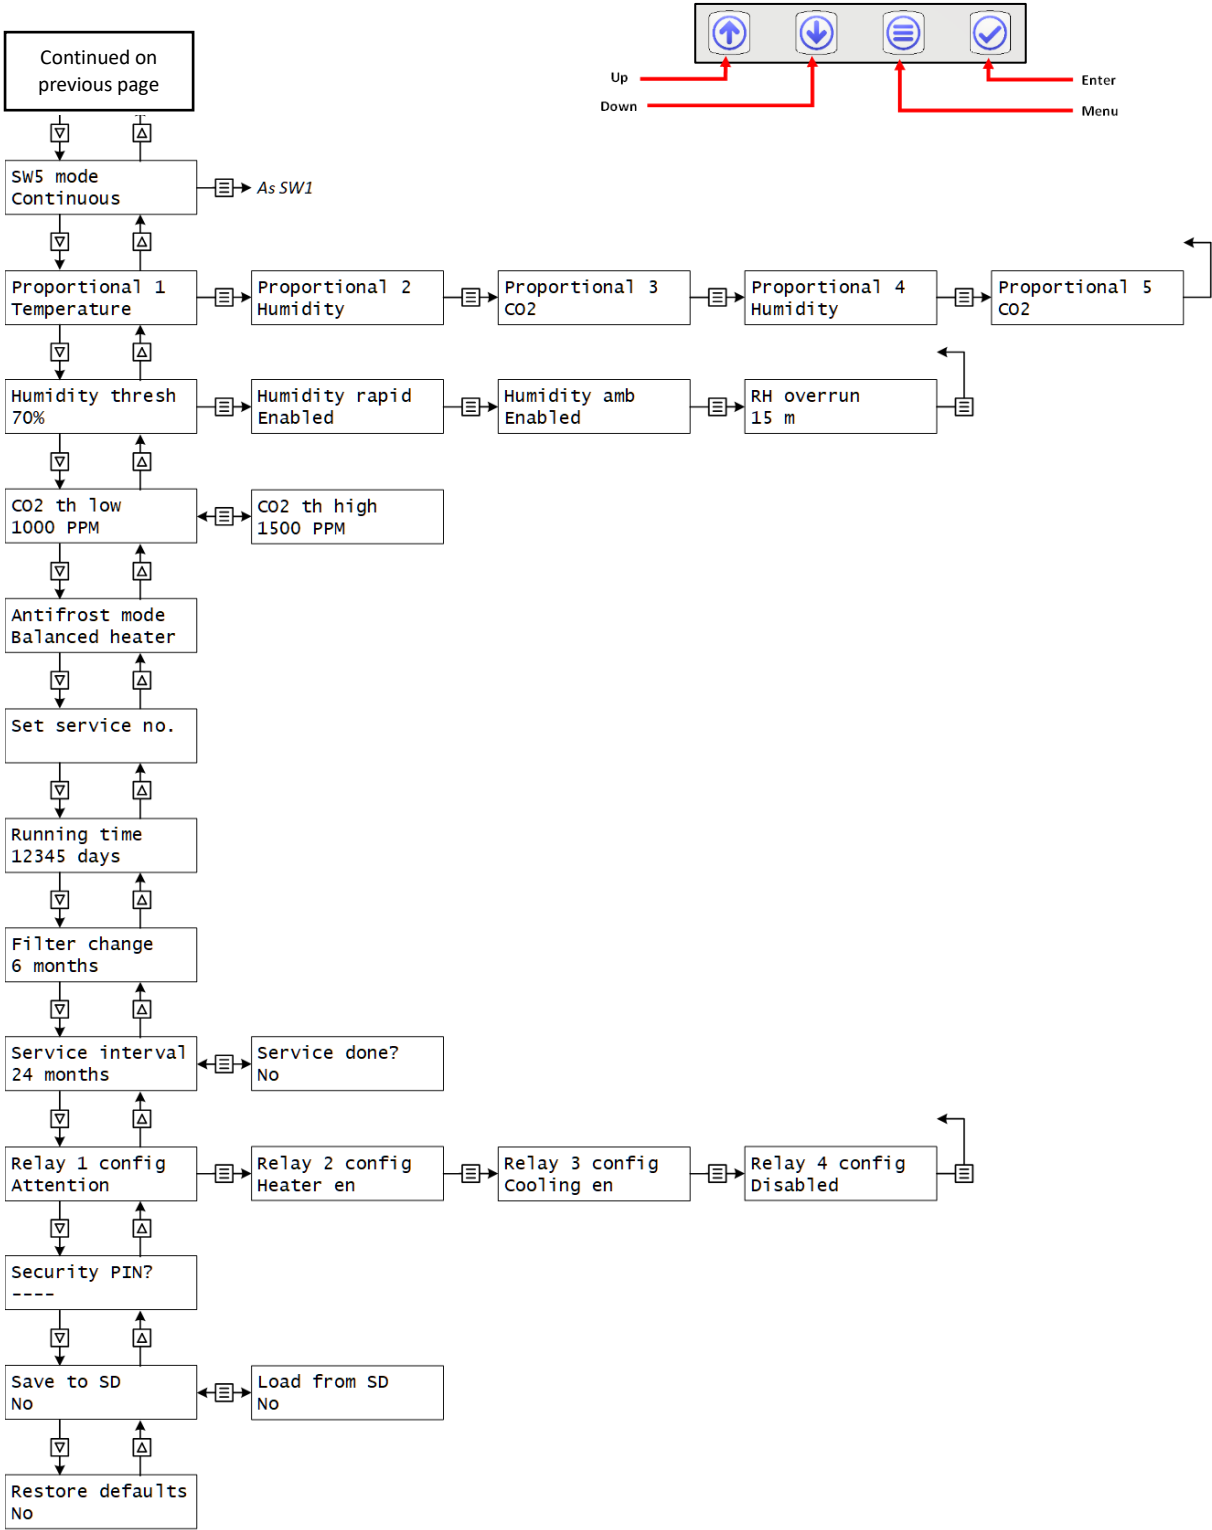 Continued on
previous page
Up
Down
Enter
Menu
SW5 mode
Continuous
As SW1
Proportional 1
Temperature
Proportional 2
Humidity
Proportional 3
CO2
Proportional 4
Humidity
Proportional 5
CO2
Humidity thresh
70%
Humidity rapid
Enabled
Humidity amb
Enabled
RH overrun
15 m
CO2 th low
1000 PPM
CO2 th high
1500 PPM
Antifrost mode
Balanced heater
Set service no.
Running time
12345 days
Filter change
6 months
Service interval
24 months
Service done?
No
Relay 1 config
Attention
Relay 2 config
Heater en
Relay 3 config
Cooling en
Relay 4 config
Disabled
Security PIN?
----
Save to SD
No
Load from SD
No
Restore defaults
No